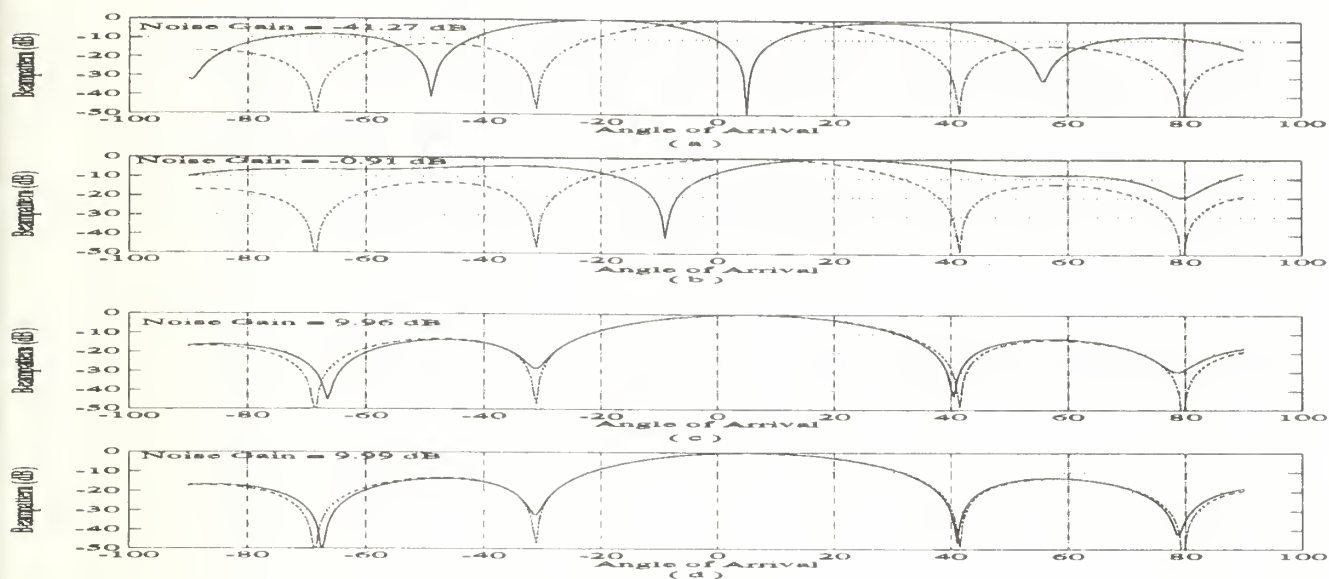 Noise Gain = -41.27 dB
0
-10
-20
-30
-40
-50
Beampattern (dB)
-100 -80 -60 -40 -20 0 20 40 60 80 100
Angle of Arrival
( a )
Noise Gain = -0.91 dB
0
-10
-20
-30
-40
-50
Beampattern (dB)
-100 -80 -60 -40 -20 0 20 40 60 80 100
Angle of Arrival
( b )
Noise Gain = 9.96 dB
0
-10
-20
-30
-40
-50
Beampattern (dB)
-100 -80 -60 -40 -20 0 20 40 60 80 100
Angle of Arrival
( c )
Noise Gain = 9.99 dB
0
-10
-20
-30
-40
-50
Beampattern (dB)
-100 -80 -60 -40 -20 0 20 40 60 80 100
Angle of Arrival
( d )